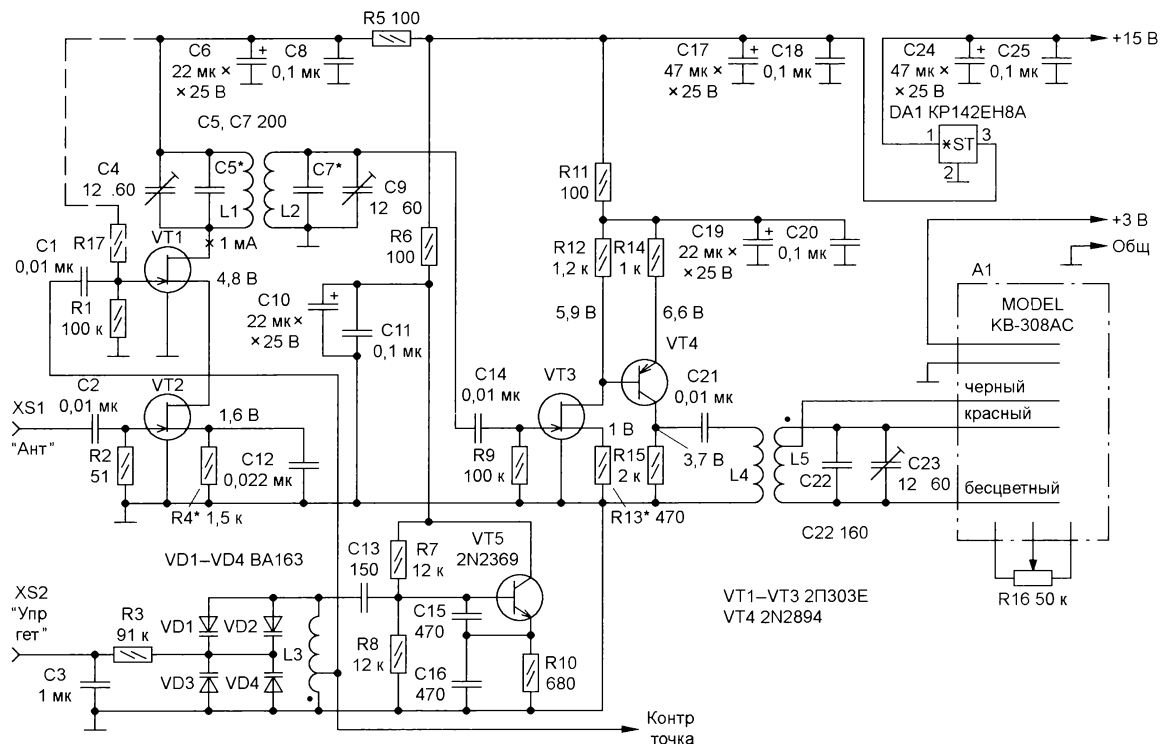 R5 100
C6
22 мк ×
× 25 В
C8
0,1 мк
C17
47 мк ×
× 25 В
C18
0,1 мк
C24
47 мк ×
× 25 В
C25
0,1 мк
+15 В
DA1 КР142ЕН8А
1
*ST
3
2
C5, C7 200
C4
12 .60
C5*
L1
L2
C7*
C9
12 60
R11
100
R17
VT1
× 1 мА
R6
100
R12
1,2 к
R14
1 к
C19
22 мк ×
× 25 В
C20
0,1 мк
+3 В
Общ
C1
0,01 мк
4,8 В
R1
100 к
C10
22 мк×
× 25 В
C11
0,1 мк
5,9 В
6,6 В
A1
MODEL
KB-308AC
VT4
C2
0,01 мк
VT2
1,6 В
C14
0,01 мк
VT3
C21
0,01 мк
черный
красный
XS1
"Ант"
R2
51
R4* 1,5 к
C12
0,022 мк
R9
100 к
1 В
R15
2 к
R13* 470
3,7 В
L4
L5
C22
C23
12 60
бесцветный
C22 160
VD1–VD4 BA163
C13
150
R7
12 к
VT5
2N2369
VT1–VT3 2П303Е
VT4 2N2894
R16 50 к
XS2
"Упр
гет"
R3
91 к
VD1
VD2
L3
C15
470
R8
12 к
C3
1 мк
VD3
VD4
C16
470
R10
680
Контр
точка